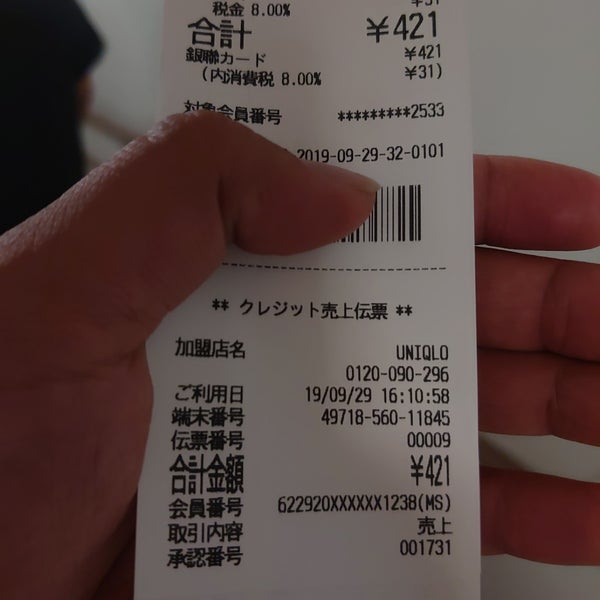 税金 8.00% ¥31
合計 ¥421
銀聯カード ¥421
(内消費税 8.00% ¥31)
対象会員番号 *********2533
2019-09-29-32-0101
** クレジット売上伝票 **
加盟店名 UNIQLO
0120-090-296
ご利用日 19/09/29 16:10:58
端末番号 49718-560-11845
伝票番号 00009
合計金額 ¥421
会員番号 622920XXXXXX1238(MS)
取引内容 売上
承認番号 001731